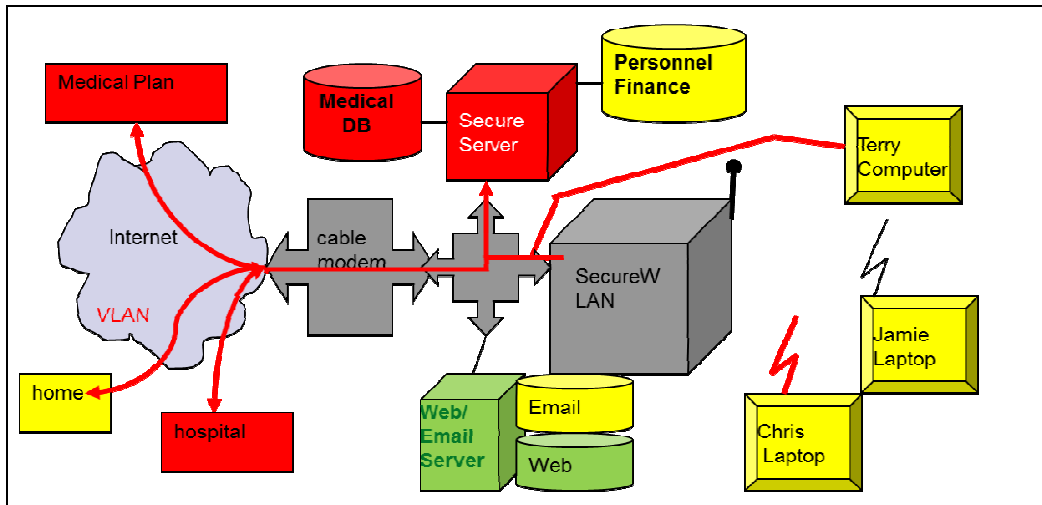 Medical Plan
Medical
DB
Secure
Server
Personnel
Finance
Terry
Computer
Internet
cable
modem
SecureW
LAN
VLAN
Jamie
Laptop
home
hospital
Web/
Email
Server
Email
Web
Chris
Laptop